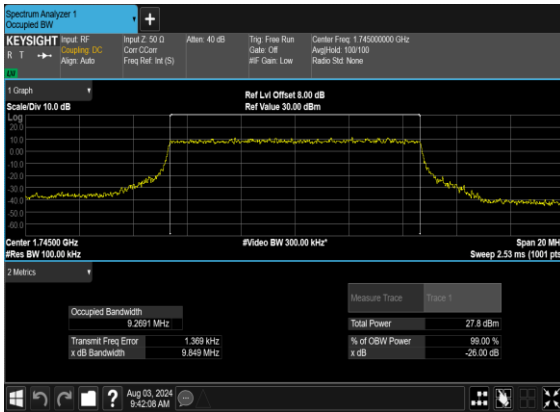 Spectrum Analyzer 1
Occupied BW
+
KEYSIGHT Input: RF Input Z: 50 Ω Atten: 40 dB Trig: Free Run Center Freq: 1.745000000 GHz
R T Coupling: DC Corr CCorr Gate: Off Avg|Hold: 100/100
Align: Auto Freq Ref: Int (S) #IF Gain: Low Radio Std: None
1 Graph
Ref Lvl Offset 8.00 dB
Scale/Div 10.0 dB Ref Value 30.00 dBm
Log
20.0
10.0
0.00
-10.0
-20.0
-30.0
-40.0
-50.0
-60.0
Center 1.74500 GHz #Video BW 300.00 kHz* Span 20 MH
#Res BW 100.00 kHz Sweep 2.53 ms (1001 pts
2 Metrics
Measure Trace Trace 1
Occupied Bandwidth
9.2691 MHz Total Power 27.8 dBm
Transmit Freq Error 1.369 kHz % of OBW Power 99.00 %
x dB Bandwidth 9.849 MHz x dB -26.00 dB
? Aug 03, 2024
9:42:08 AM